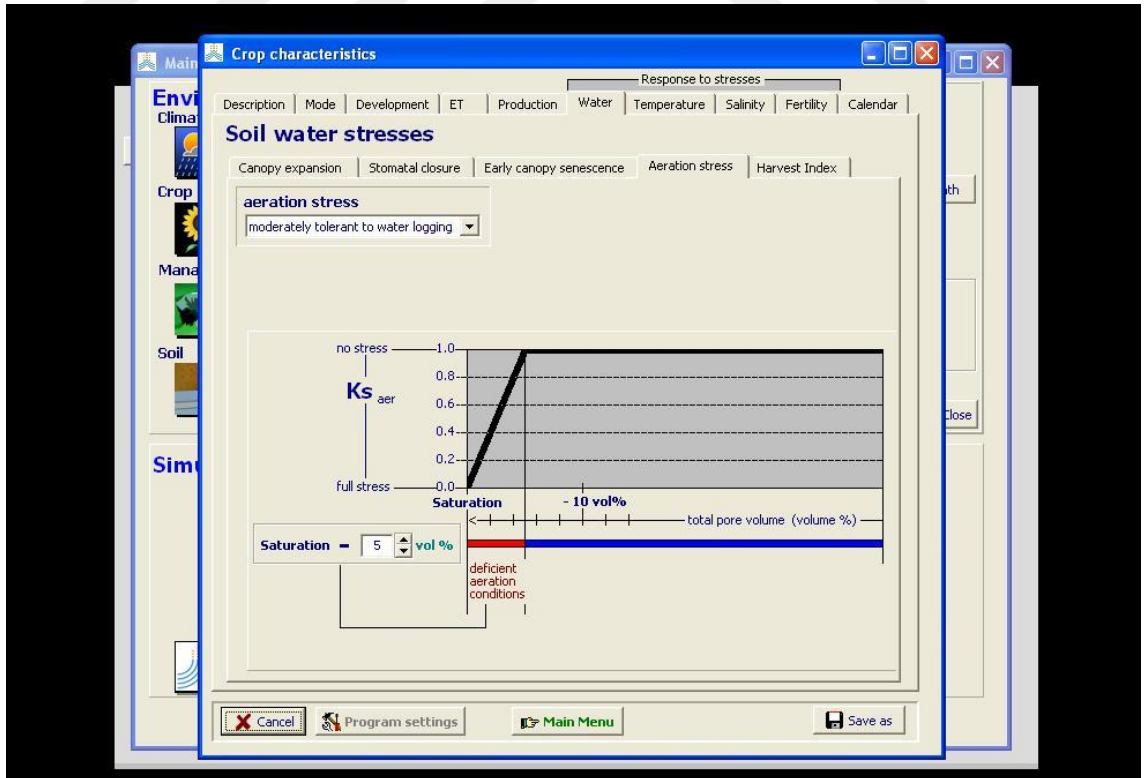 Main
Crop characteristics
Envi
Clima
Crop
Mana
Soil
Simu
th
Close
Response to stresses
Description Mode Development ET Production Water Temperature Salinity Fertility Calendar
Soil water stresses
Canopy expansion Stomatal closure Early canopy senescence Aeration stress Harvest Index
aeration stress
moderately tolerant to water logging
no stress 1.0
0.8
Ks aer 0.6
0.4
0.2
full stress 0.0
Saturation - 10 vol%
< total pore volume (volume %)
Saturation - 5 vol %
deficient
aeration
conditions
Cancel Program settings Main Menu Save as